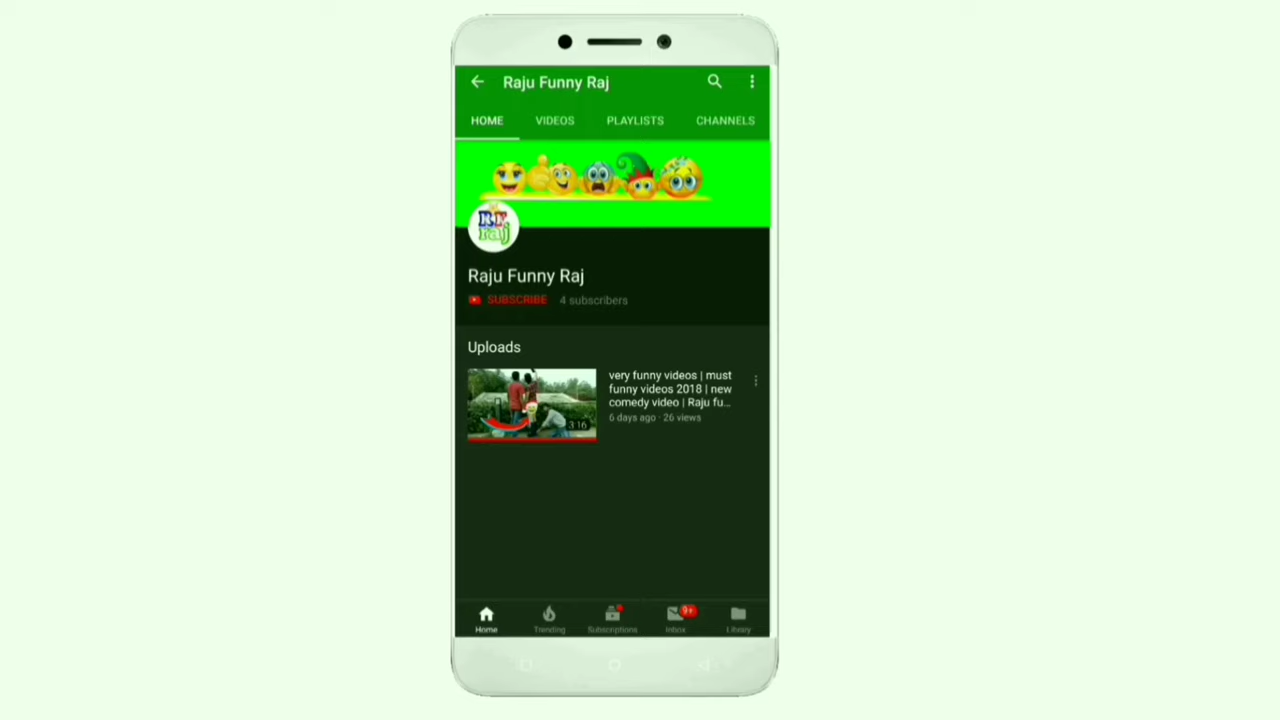 Raju Funny Raj
HOME VIDEOS PLAYLISTS CHANNELS
raj
Raju Funny Raj
SUBSCRIBE 4 subscribers
Uploads
very funny videos | must
funny videos 2018 | new
comedy video | Raju fu...
6 days ago · 26 views
3:16
Home Trending Subscriptions 9+ Inbox Library